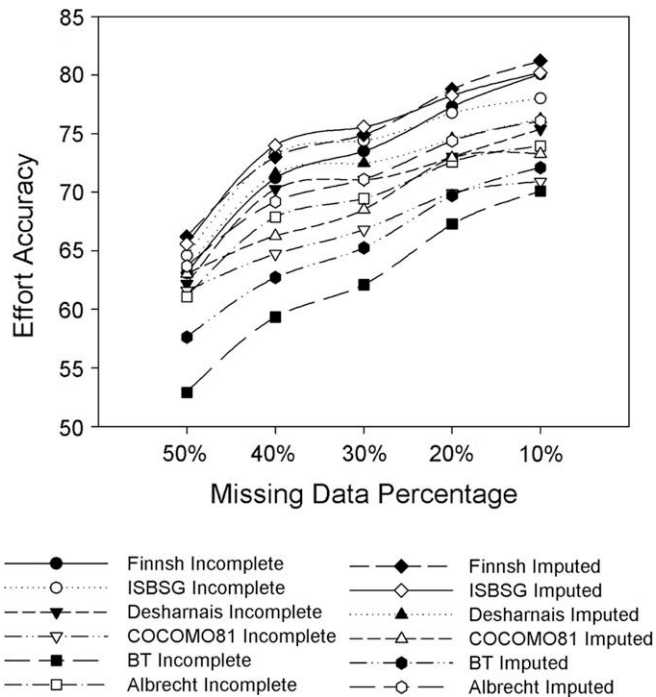 85
80
75
70
65
60
55
50
Effort Accuracy
50% 40% 30% 20% 10%
Missing Data Percentage
Finnsh Incomplete
ISBSG Incomplete
Desharnais Incomplete
COCOMO81 Incomplete
BT Incomplete
Albrecht Incomplete
Finnsh Imputed
ISBSG Imputed
Desharnais Imputed
COCOMO81 Imputed
BT Imputed
Albrecht Imputed